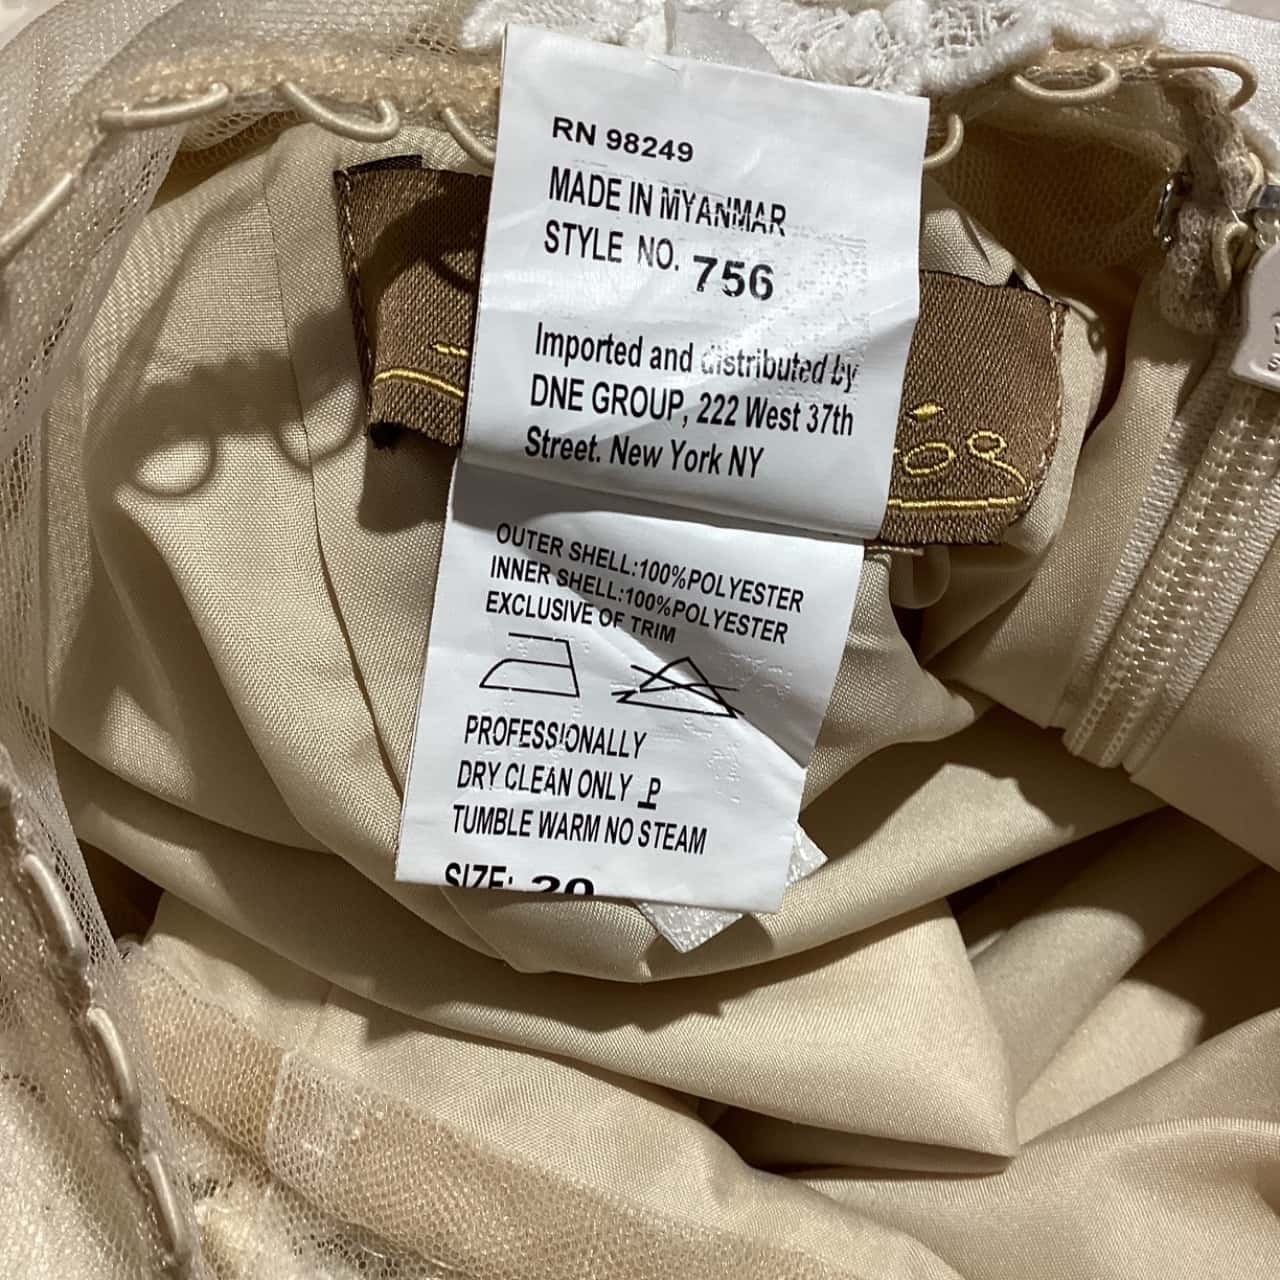 RN 98249
MADE IN MYANMAR
STYLE NO. 756
Imported and distributed by
DNE GROUP, 222 West 37th
Street. New York NY
OUTER SHELL:100%POLYESTER
INNER SHELL:100%POLYESTER
EXCLUSIVE OF TRIM
PROFESSIONALLY
DRY CLEAN ONLY P
TUMBLE WARM NO STEAM
SIZE: 20